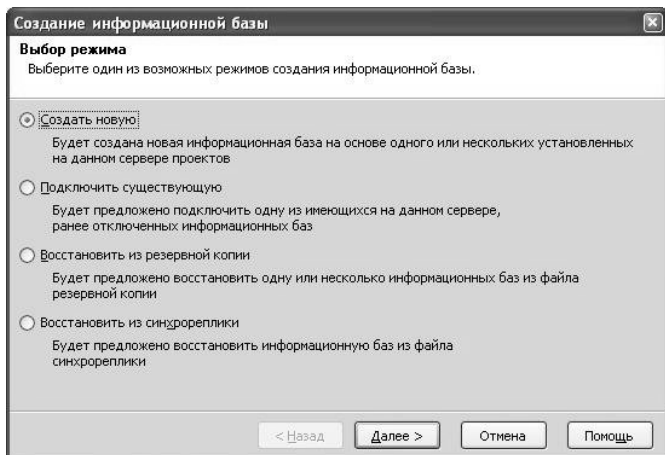 Создание информационной базы
Выбор режима
Выберите один из возможных режимов создания информационной базы.
Создать новую
Будет создана новая информационная база на основе одного или нескольких установленных
на данном сервере проектов
Подключить существующую
Будет предложено подключить одну из имеющихся на данном сервере,
ранее отключенных информационных баз
Восстановить из резервной копии
Будет предложено восстановить одну или несколько информационных баз из файла
резервной копии
Восстановить из синхрореплики
Будет предложено восстановить информационную баз из файла
синхрореплики
< Назад Далее > Отмена Помощь